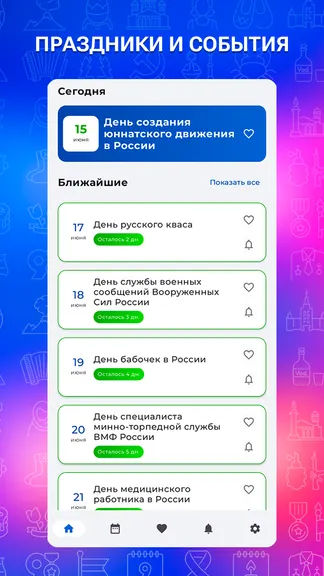 ПРАЗДНИКИ И СОБЫТИЯ
Сегодня
15
июня
День создания
юннатского движения
в России
Ближайшие
Показать все
17
июня
День русского кваса
Осталось 2 дн.
18
июня
День службы военных
сообщений Вооруженных
Сил России
Осталось 3 дн.
19
июня
День бабочек в России
Осталось 4 дн.
20
июня
День специалиста
минно-торпедной службы
ВМФ России
Осталось 5 дн.
21
июня
День медицинского
работника в России